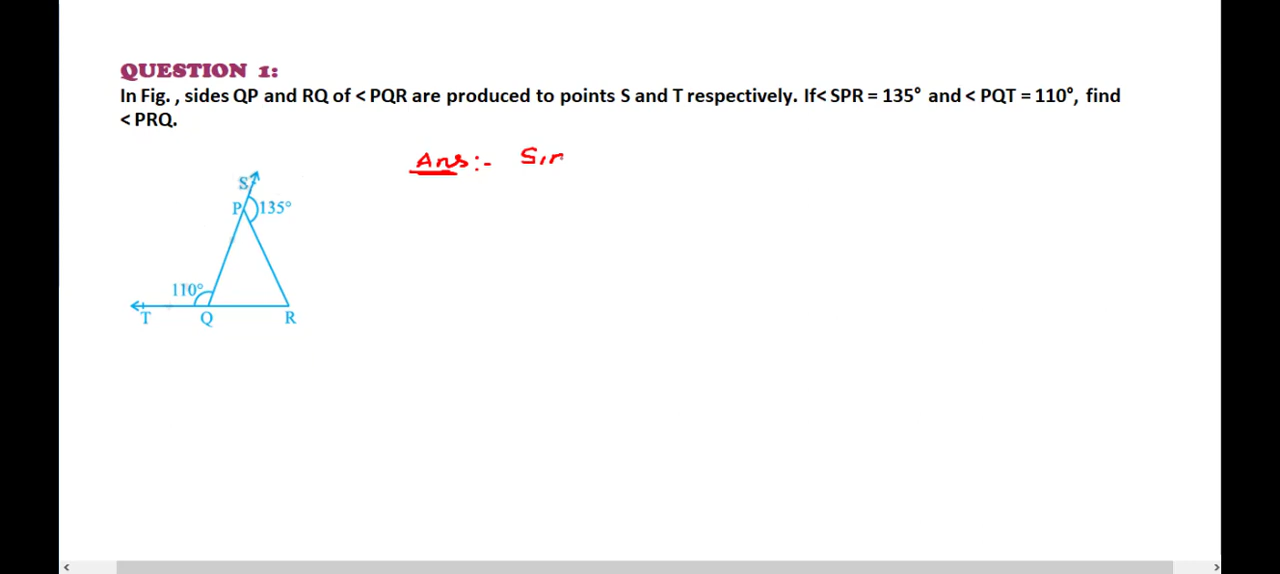 QUESTION 1:
In Fig. , sides QP and RQ of < PQR are produced to points S and T respectively. If< SPR = 135° and < PQT = 110°, find
< PRQ.
Ans:- Sin
S
P 135°
110°
T Q R